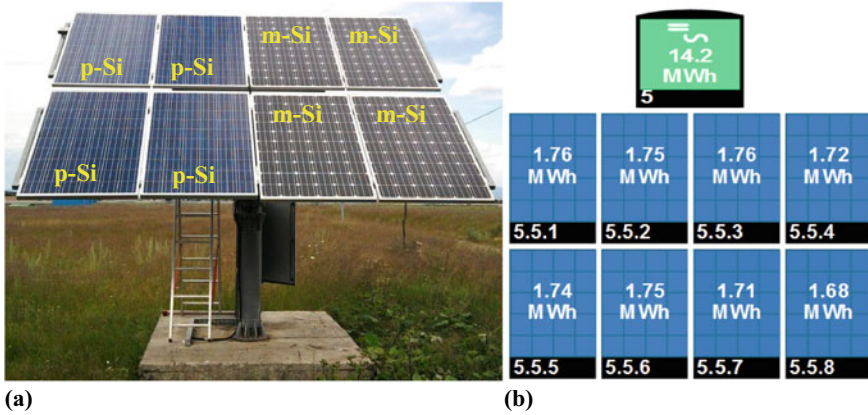 p-Si
p-Si
m-Si
m-Si
p-Si
p-Si
m-Si
m-Si
14.2
MWh
5
1.76
MWh
5.5.1
1.75
MWh
5.5.2
1.76
MWh
5.5.3
1.72
MWh
5.5.4
1.74
MWh
5.5.5
1.75
MWh
5.5.6
1.71
MWh
5.5.7
1.68
MWh
5.5.8
(a)
(b)